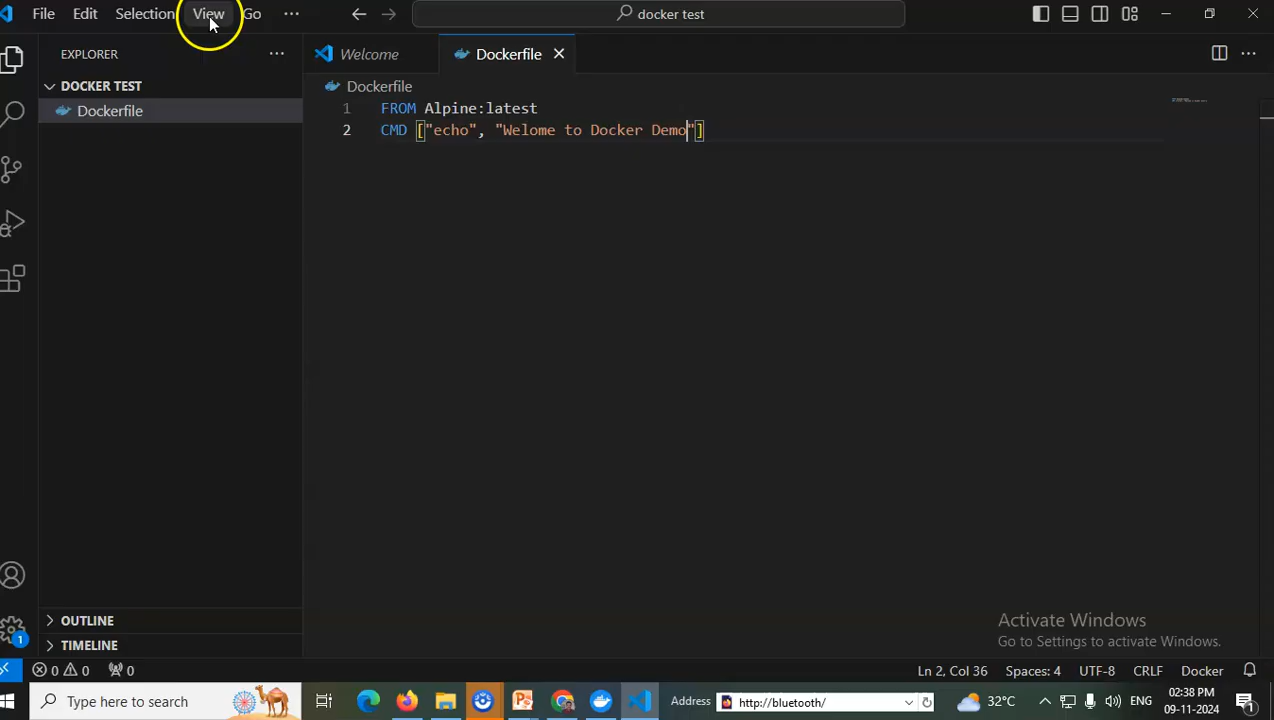 File Edit Selection View Go ...
docker test
EXPLORER ...
Welcome
Dockerfile
DOCKER TEST
Dockerfile
Dockerfile
1 FROM Alpine:latest
2 CMD ["echo", "Welome to Docker Demo"]
OUTLINE
TIMELINE
1
Activate Windows
Go to Settings to activate Windows.
0 0 0
Ln 2, Col 36 Spaces: 4 UTF-8 CRLF Docker
Type here to search
Address http://bluetooth/
32°C
ENG
02:38 PM
09-11-2024
1